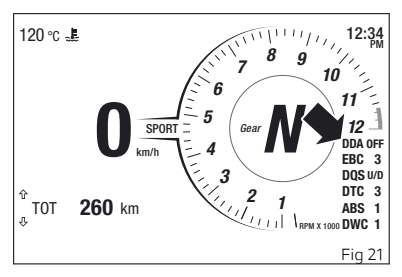 120 °C
12:34
PM
8
9
7
10
6
11
5
12
SPORT
Gear
N
0
km/h
4
3
2
1
RPM X 1000
DDA OFF
EBC 3
DQS U/D
DTC 3
ABS 1
DWC 1
TOT 260 km
Fig 21